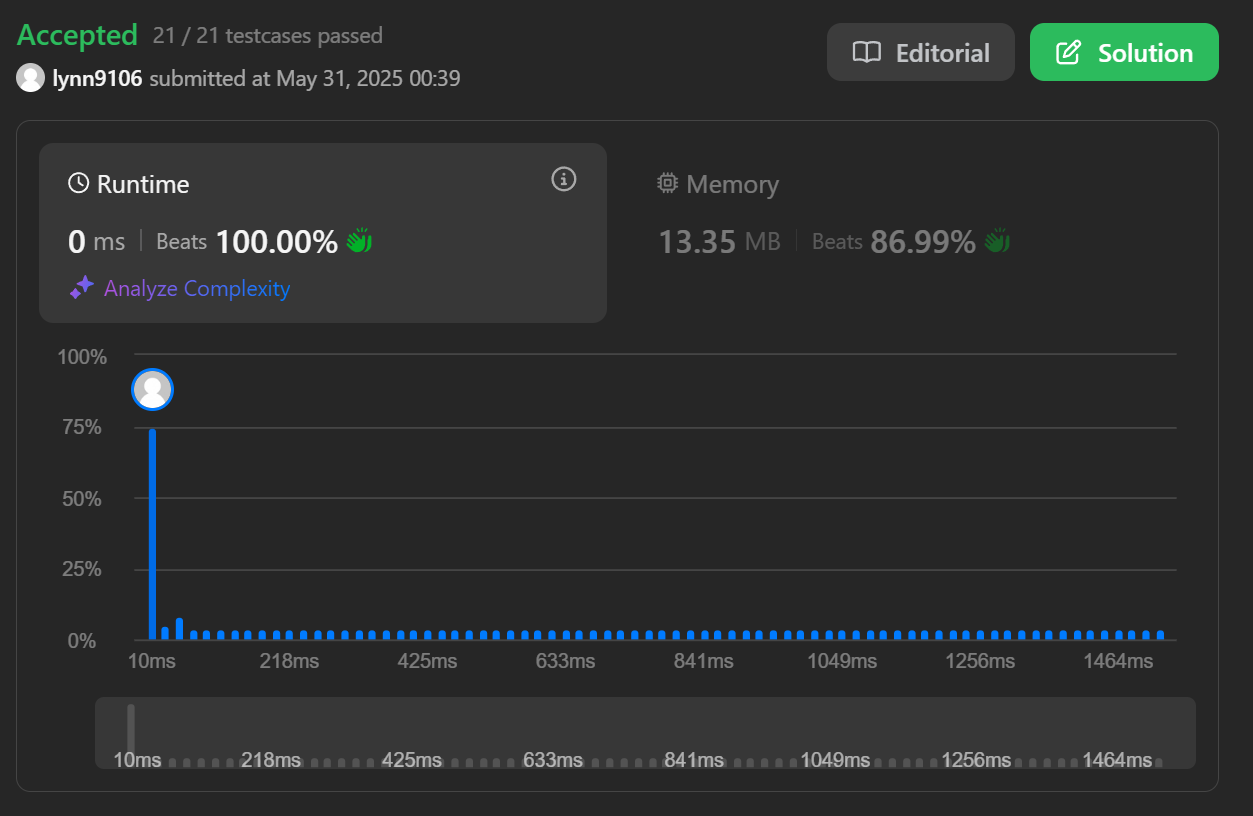 Accepted 21 / 21 testcases passed
Editorial
Solution
lynn9106 submitted at May 31, 2025 00:39
Runtime
0 ms | Beats 100.00%
Analyze Complexity
Memory
13.35 MB | Beats 86.99%
100%
75%
50%
25%
0%
10ms 218ms 425ms 633ms 841ms 1049ms 1256ms 1464ms
10ms 218ms 425ms 633ms 841ms 1049ms 1256ms 1464ms